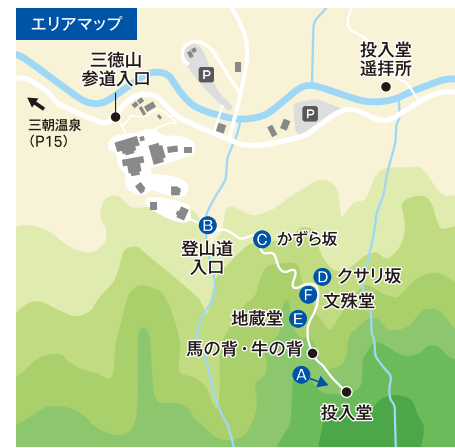 エリアマップ
三徳山
参道入口
投入堂
遥拝所
P
P
三朝温泉
(P15)
B
登山道
入口
C かずら坂
D クサリ坂
F 文殊堂
地蔵堂 E
馬の背・牛の背
A
投入堂